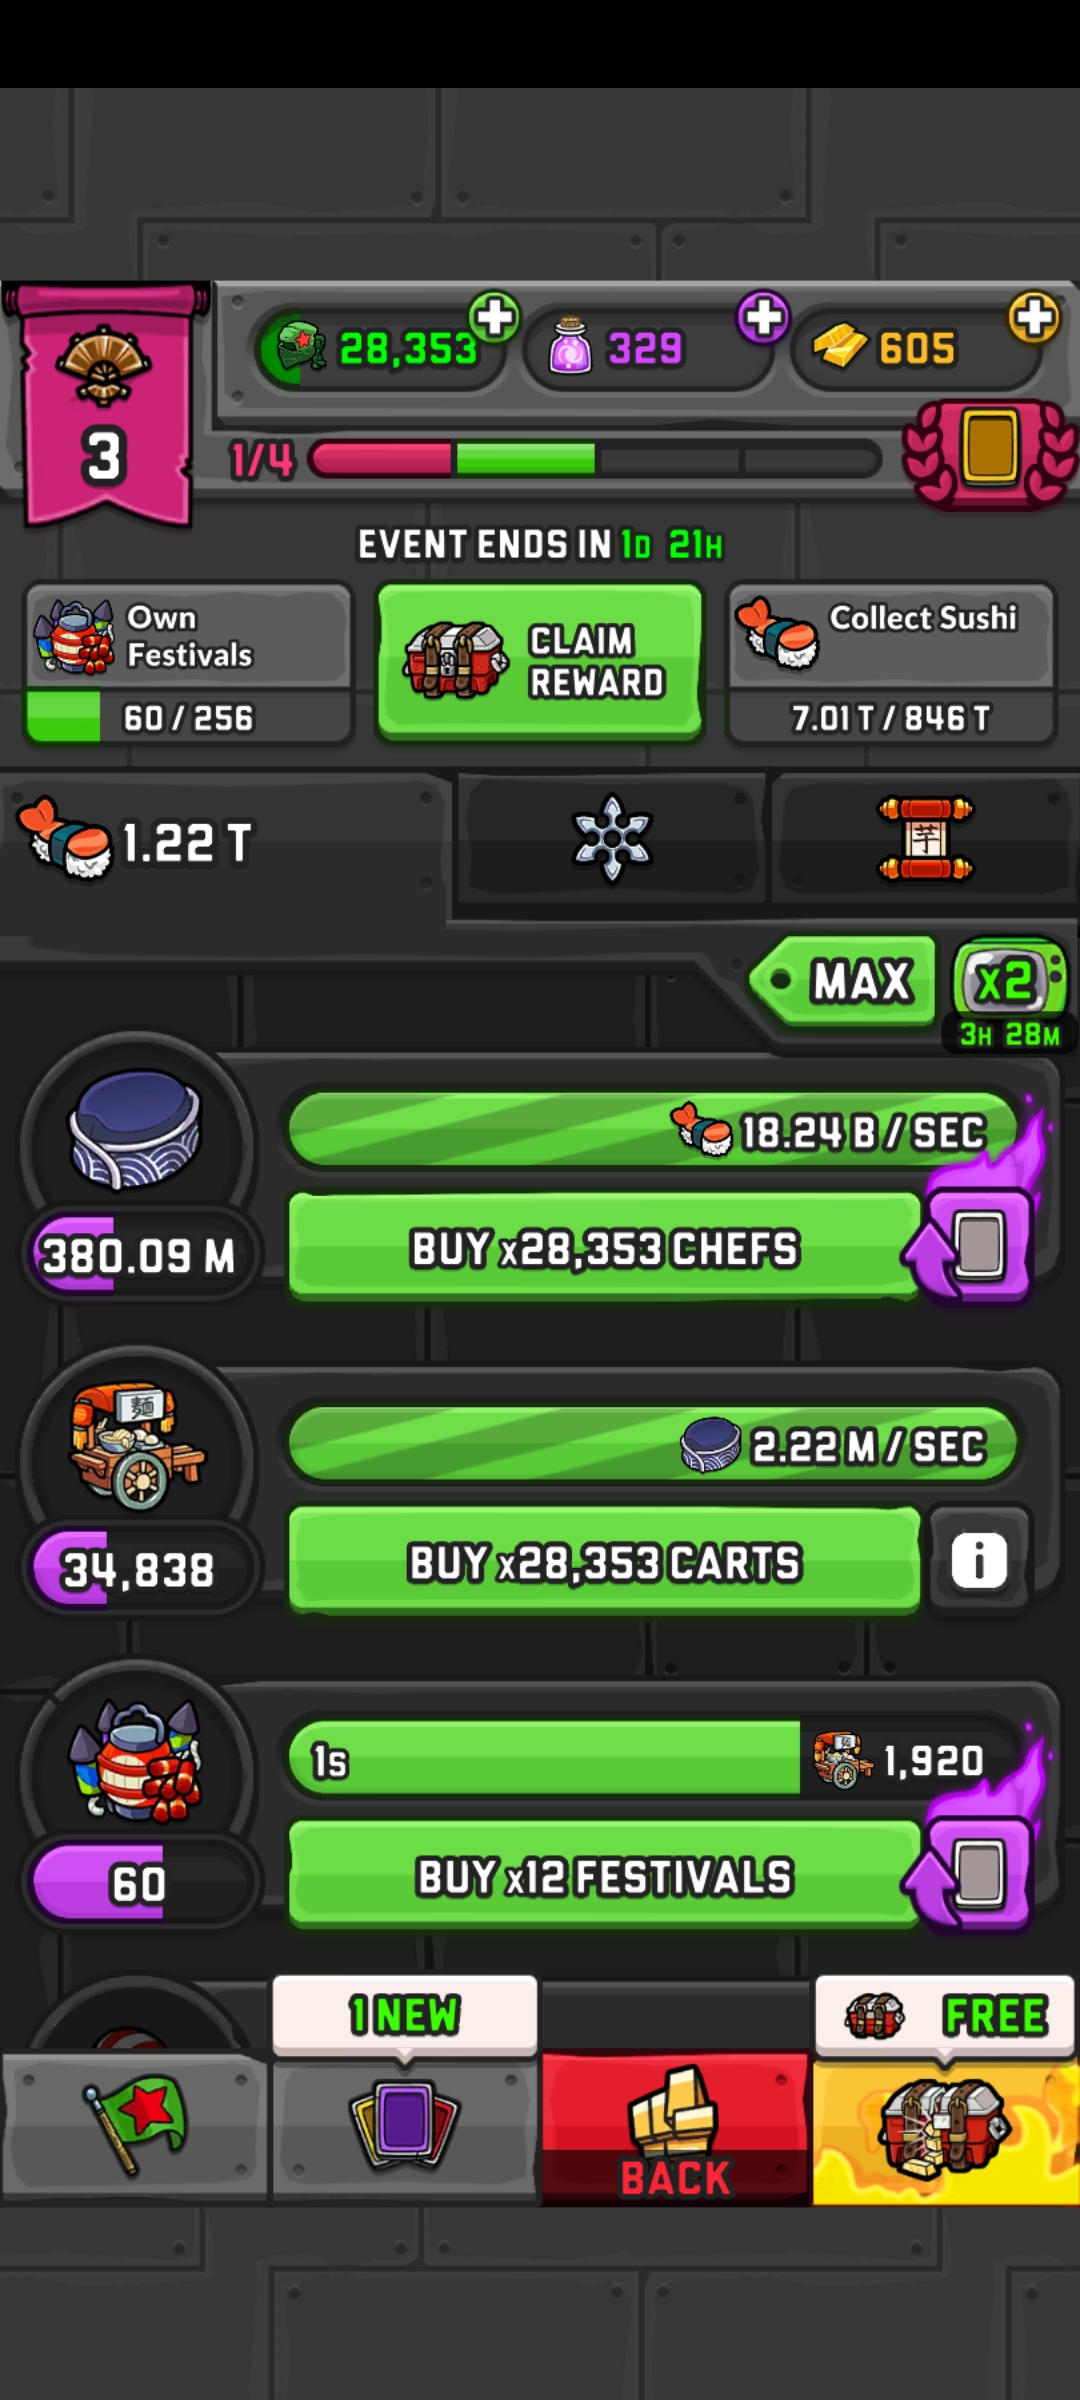 28,353
329
605
3
1/4
EVENT ENDS IN 1D 21H
Own
Festivals
60 / 256
CLAIM
REWARD
Collect Sushi
7.01 T / 846 T
1.22 T
芋
MAX
x2
3H 28M
18.24 B / SEC
380.09 M
BUY x28,353 CHEFS
麺
2.22 M / SEC
34,838
BUY x28,353 CARTS
i
1s
1,920
60
BUY x12 FESTIVALS
1 NEW
FREE
BACK